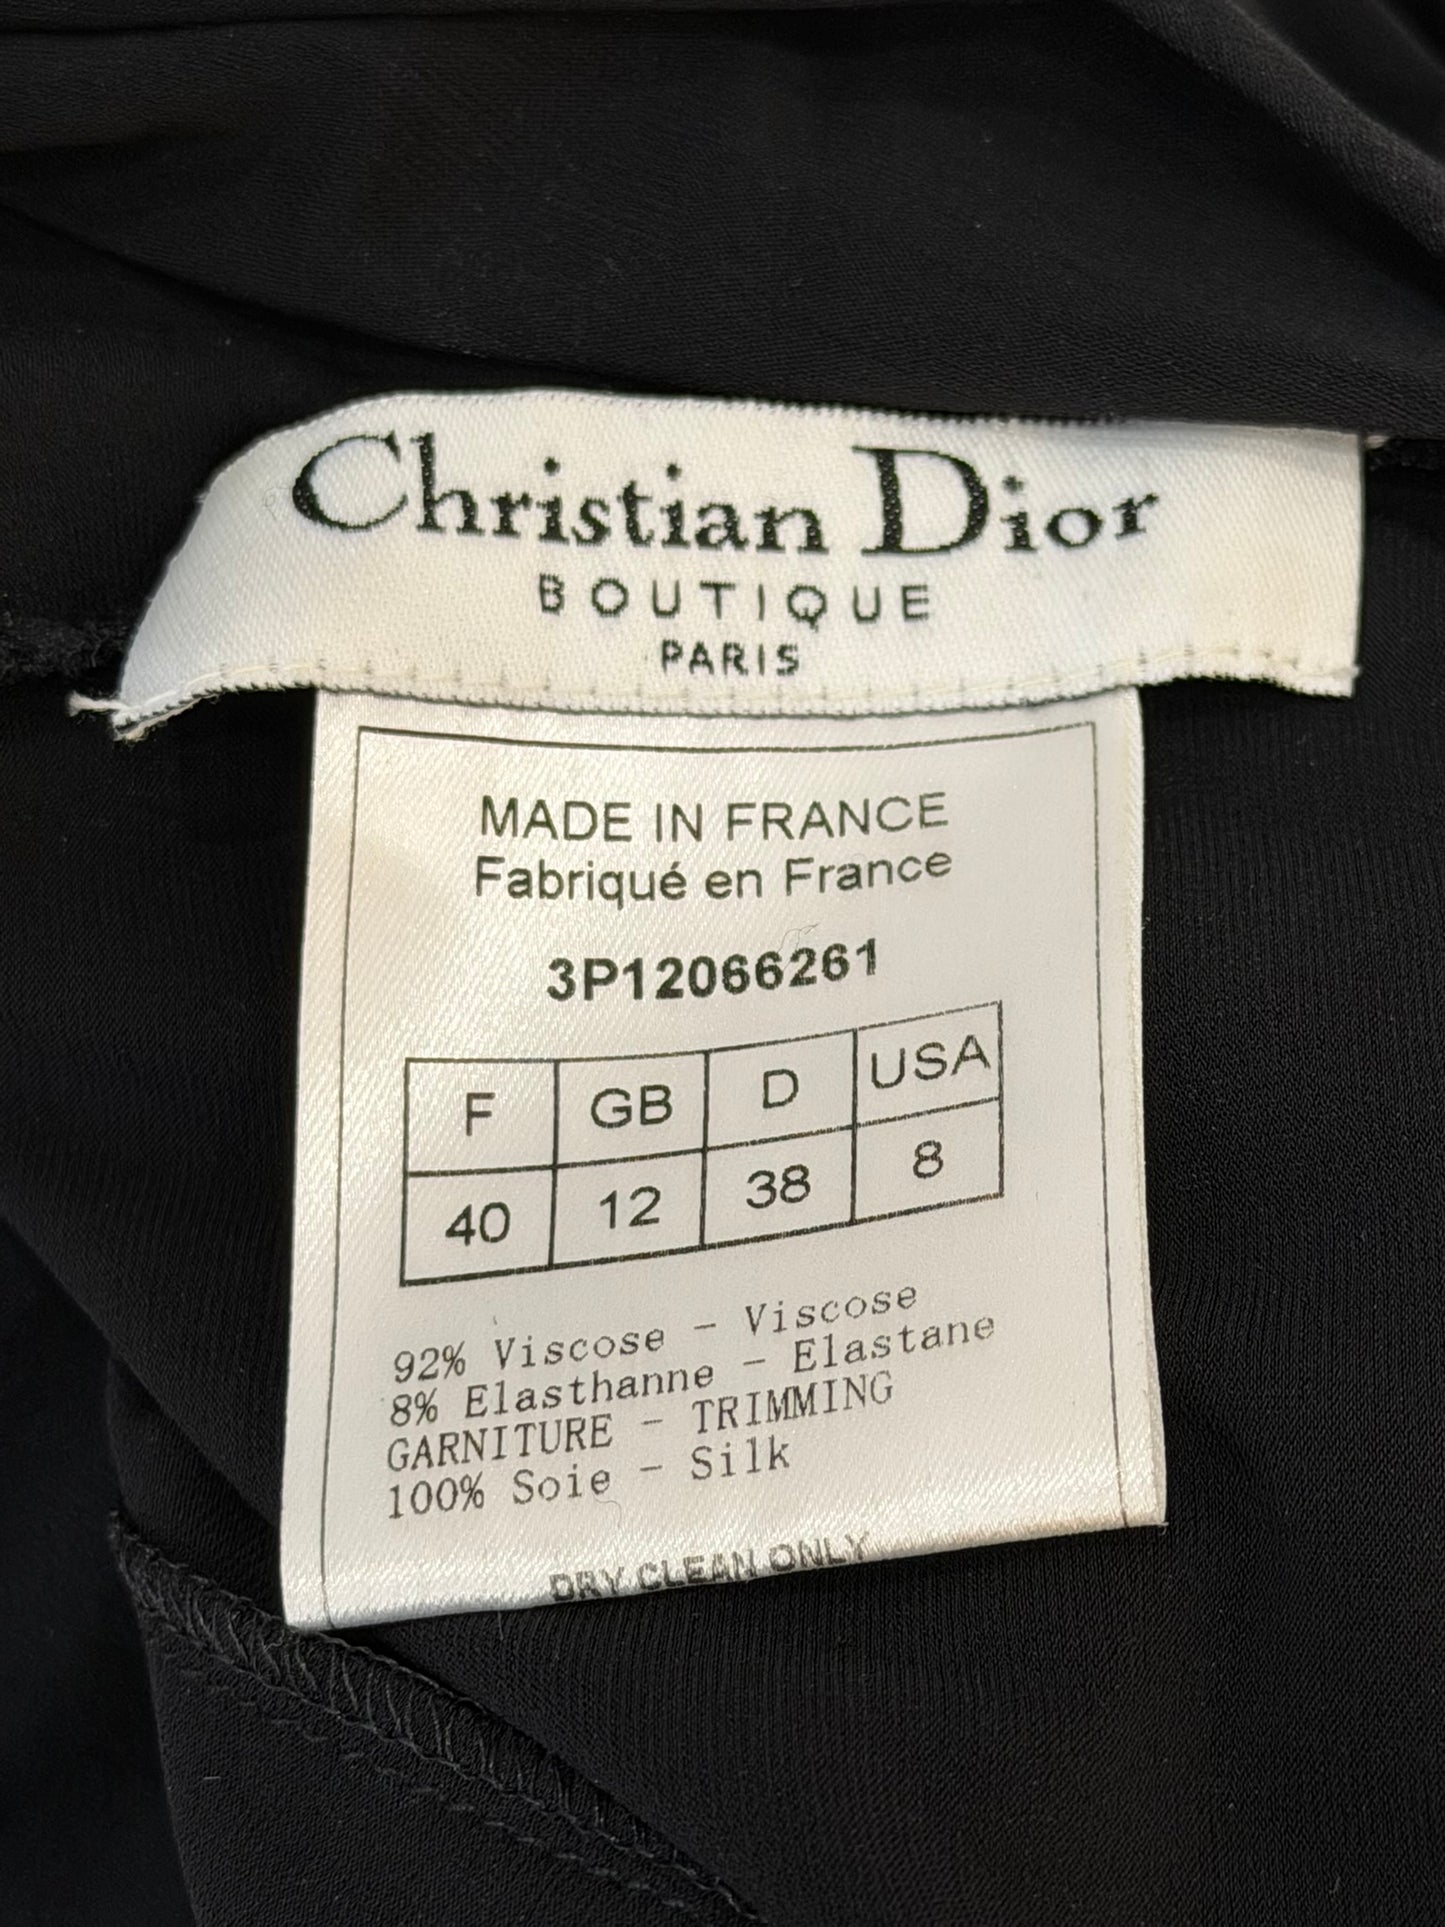 Christian Dior
BOUTIQUE
PARIS
MADE IN FRANCE
Fabriqué en France
3P12066261
F GB D USA
40 12 38 8
92% Viscose - Viscose
8% Elasthanne - Elastane
GARNITURE - TRIMMING
100% Soie - Silk
DRY CLEAN ONLY